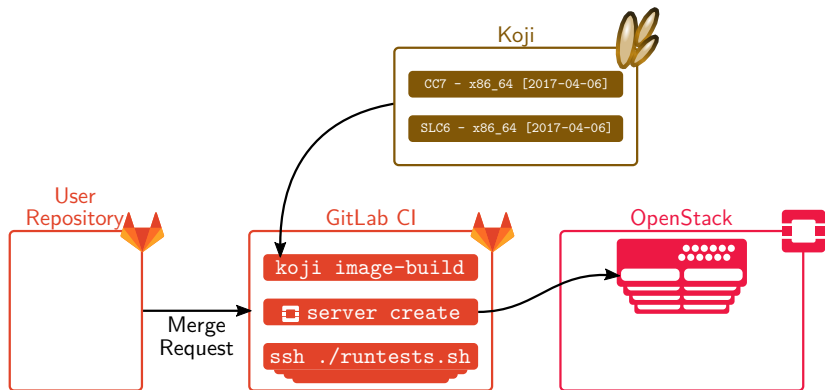 Koji
CC7 - x86_64 [2017-04-06]
SLC6 - x86_64 [2017-04-06]
User
Repository
GitLab CI
OpenStack
koji image-build
server create
Merge
Request
ssh ./runtests.sh